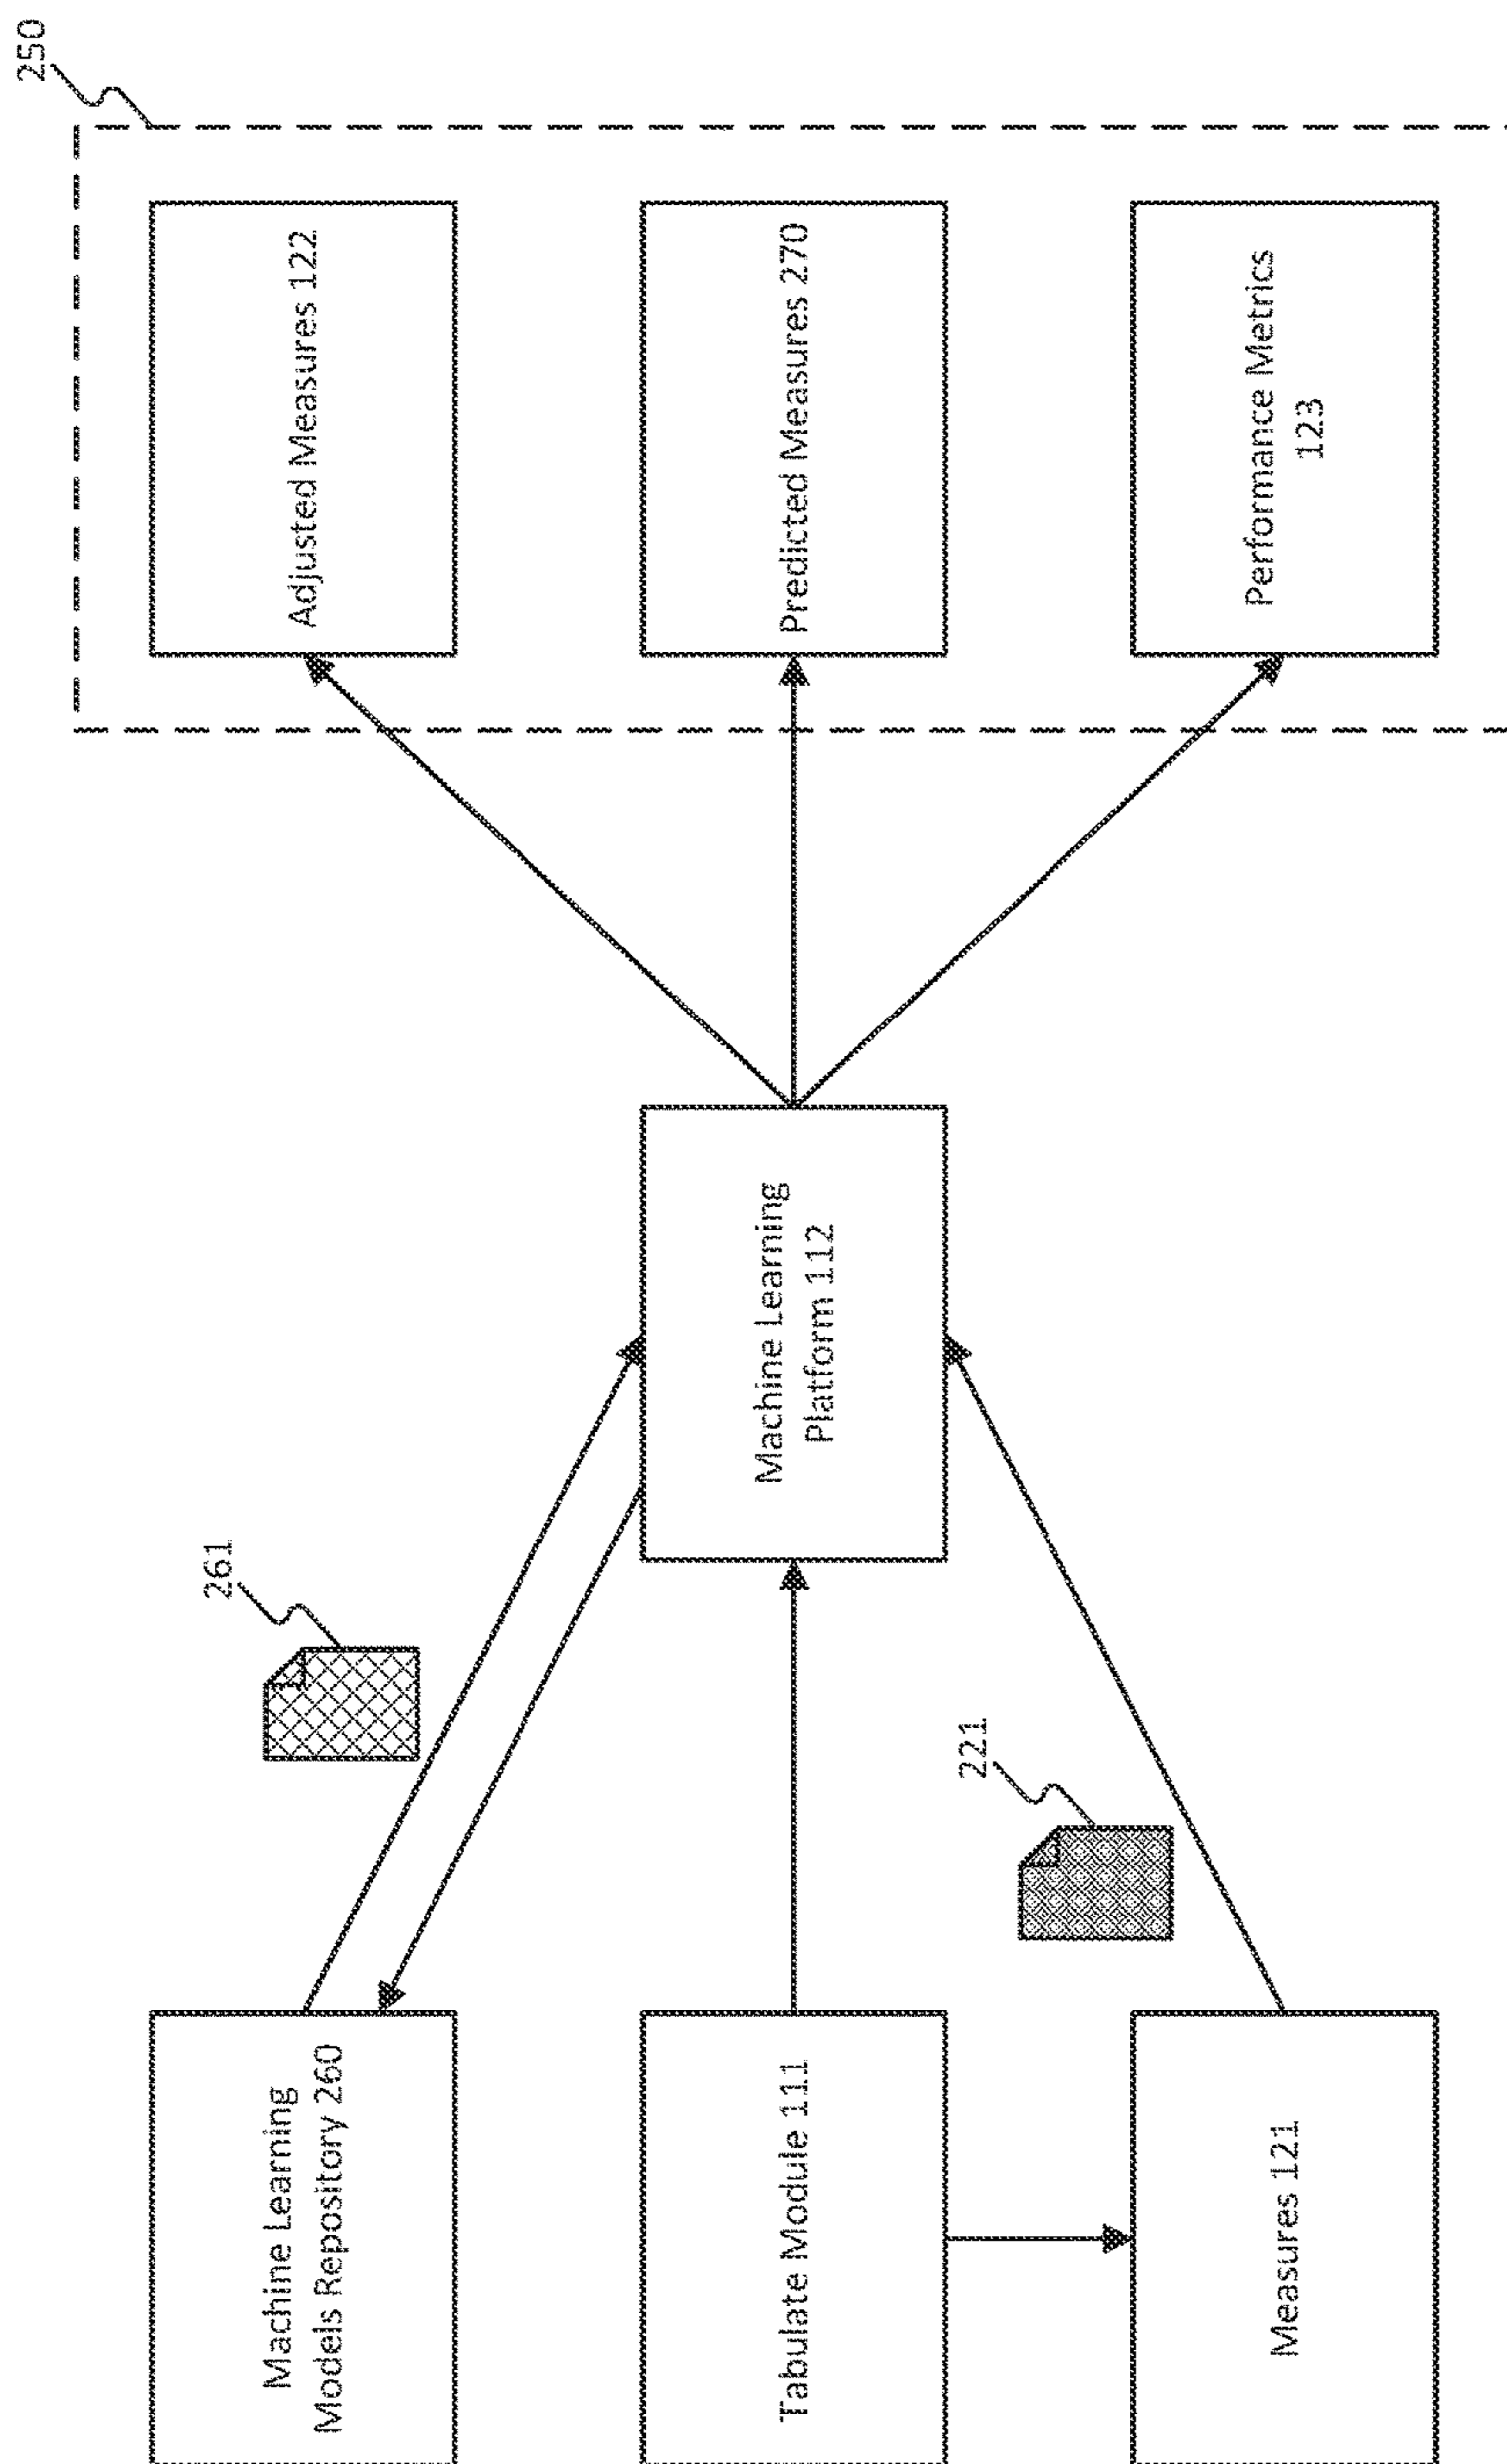 250
Adjusted Measures 122
Predicted Measures 270
Performance Metrics
123
Machine Learning
Platform 112
261
221
Machine Learning
Models Repository 260
Tabulate Module 111
Measures 121